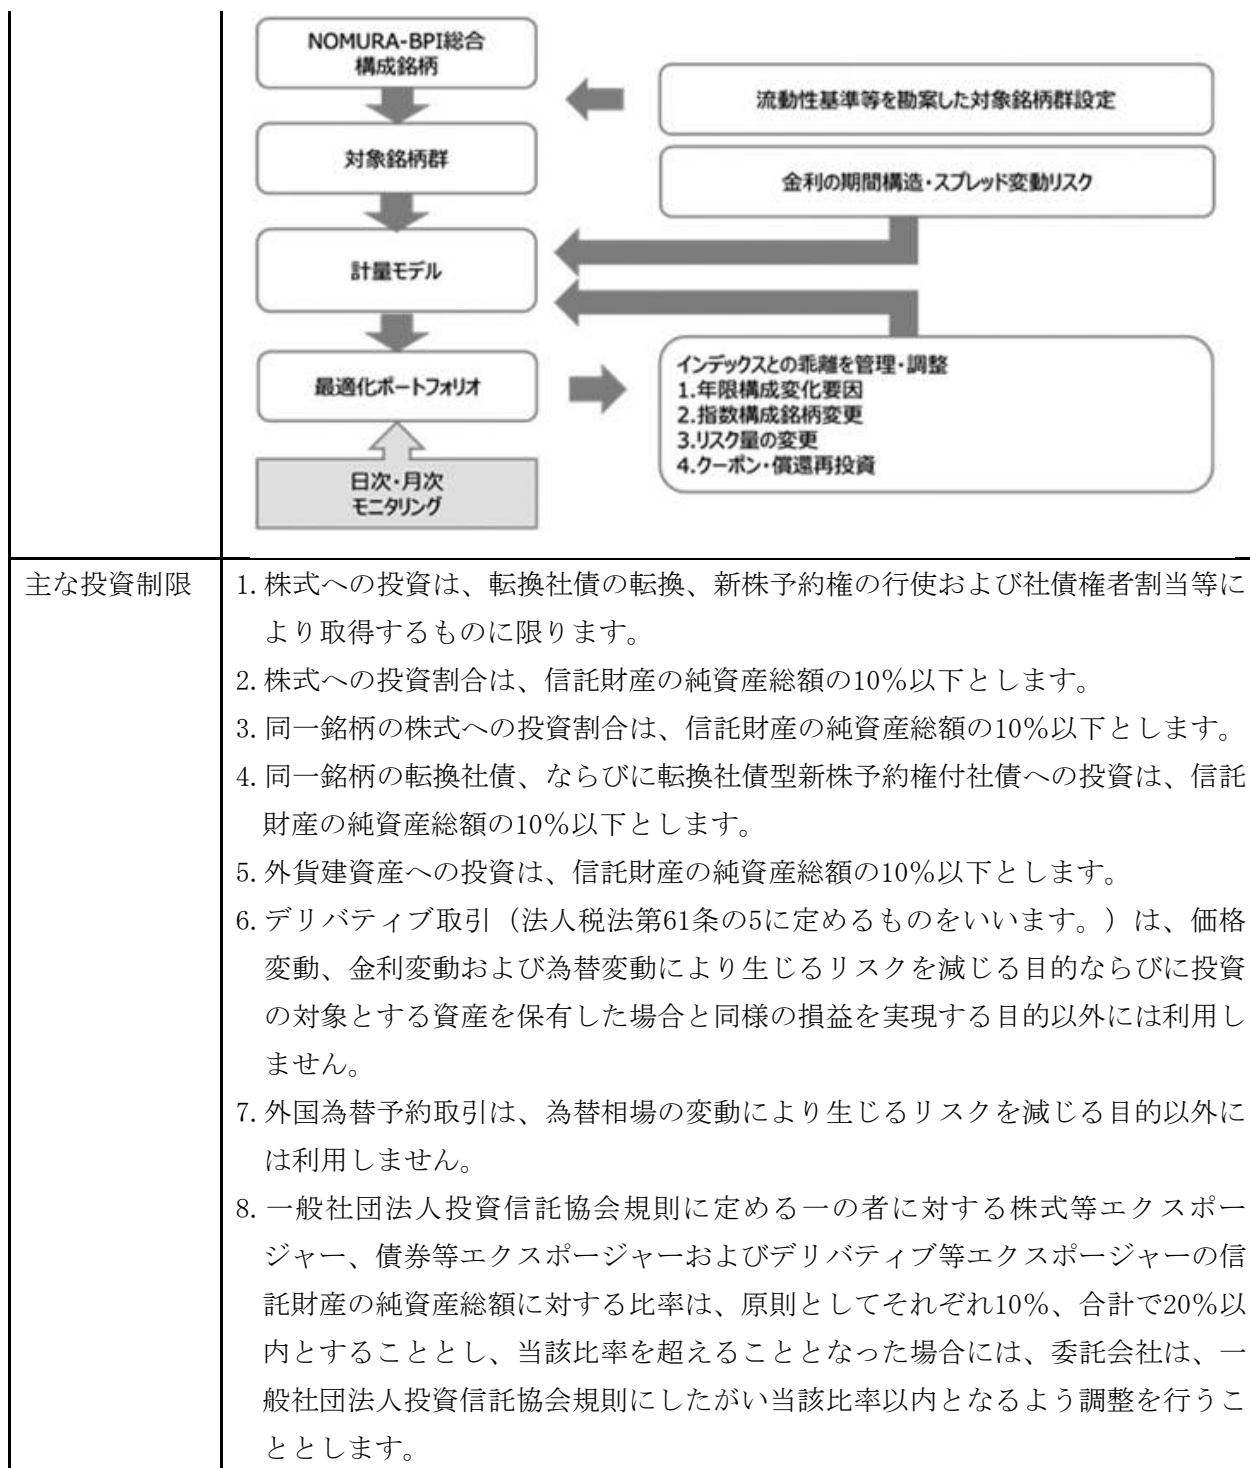 NOMURA-BPI総合
構成銘柄
流動性基準等を勘案した対象銘柄群設定
対象銘柄群
金利の期間構造・スプレッド変動リスク
計量モデル
最適化ポートフォリオ
インデックスとの乖離を管理・調整
1.年限構成変化要因
2.指数構成銘柄変更
3.リスク量の変更
4.クーポン・償還再投資
日次・月次
モニタリング
主な投資制限
1.株式への投資は、転換社債の転換、新株予約権の行使および社債権者割当等に
より取得するものに限ります。
2.株式への投資割合は、信託財産の純資産総額の10%以下とします。
3.同一銘柄の株式への投資割合は、信託財産の純資産総額の10%以下とします。
4.同一銘柄の転換社債、ならびに転換社債型新株予約権付社債への投資は、信託
財産の純資産総額の10%以下とします。
5.外貨建資産への投資は、信託財産の純資産総額の10%以下とします。
6.デリバティブ取引（法人税法第61条の5に定めるものをいいます。）は、価格
変動、金利変動および為替変動により生じるリスクを減じる目的ならびに投資
の対象とする資産を保有した場合と同様の損益を実現する目的以外には利用し
ません。
7.外国為替予約取引は、為替相場の変動により生じるリスクを減じる目的以外に
は利用しません。
8.一般社団法人投資信託協会規則に定める一の者に対する株式等エクスポー
ジャー、債券等エクスポージャーおよびデリバティブ等エクスポージャーの信
託財産の純資産総額に対する比率は、原則としてそれぞれ10%、合計で20%以
内とすることとし、当該比率を超えることとなった場合には、委託会社は、一
般社団法人投資信託協会規則にしたがい当該比率以内となるよう調整を行うこ
ととします。